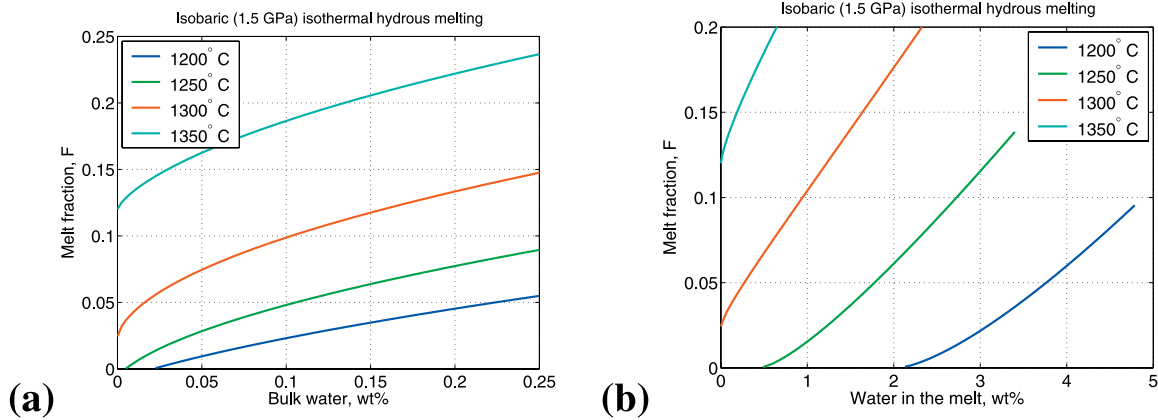 Isobaric (1.5 GPa) isothermal hydrous melting
0.25
0.2
0.15
0.1
0.05
0
Melt fraction, F
1200° C
1250° C
1300° C
1350° C
0
0.05
0.1
0.15
0.2
0.25
Bulk water, wt%
(a)
Isobaric (1.5 GPa) isothermal hydrous melting
0.2
0.15
0.1
0.05
0
Melt fraction, F
1200° C
1250° C
1300° C
1350° C
0
1
2
3
4
5
Water in the melt, wt%
(b)